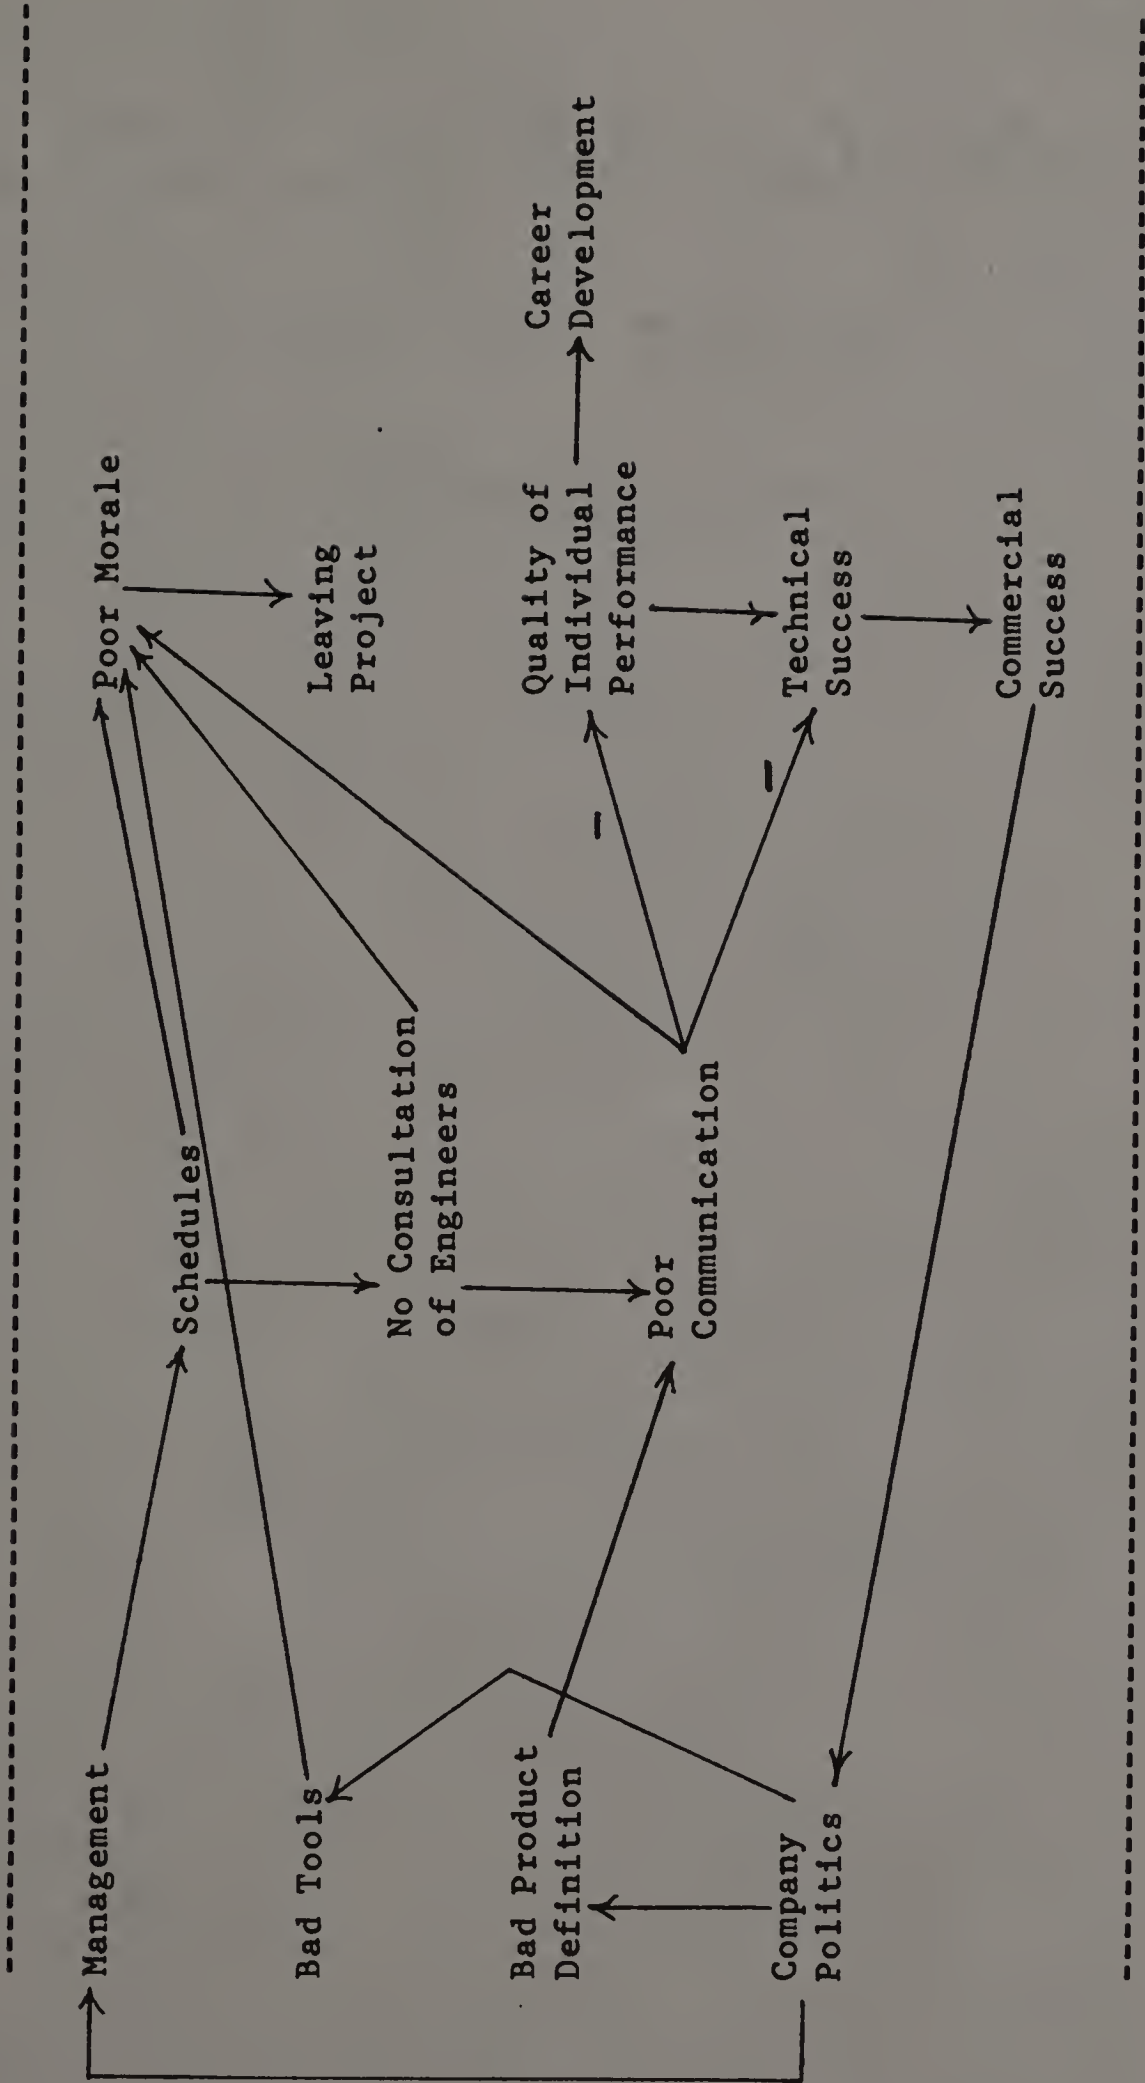 Management
Schedules
Poor Morale
Bad Tools
No Consultation
of Engineers
Leaving
Project
Bad Product
Definition
Poor
Communication
Quality of
Individual
Performance
Career
Development
Company
Politics
Technical
Success
Commercial
Success
-
-